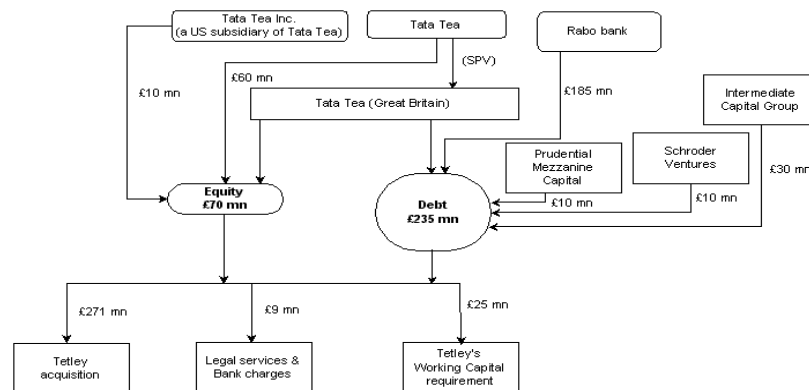 Tata Tea Inc.
(a US subsidiary of Tata Tea)
Tata Tea
Rabo bank
(SPV)
£60 mn
£10 mn
£185 mn
Intermediate
Capital Group
Tata Tea (Great Britain)
Prudential
Mezzanine
Capital
Schroder
Ventures
£30 mn
Equity
£70 mn
Debt
£235 mn
£10 mn
£10 mn
£271 mn
£9 mn
£25 mn
Tetley
acquisition
Legal services &
Bank charges
Tetley's
Working Capital
requirement